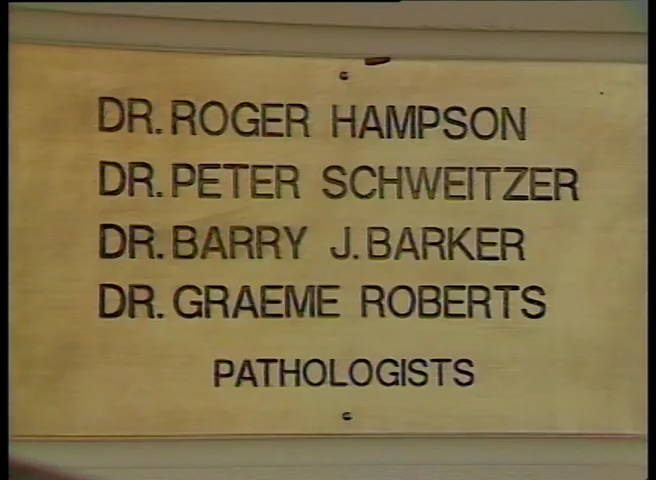 DR. ROGER HAMPSON
DR. PETER SCHWEITZER
DR. BARRY J. BARKER
DR. GRAEME ROBERTS
PATHOLOGISTS